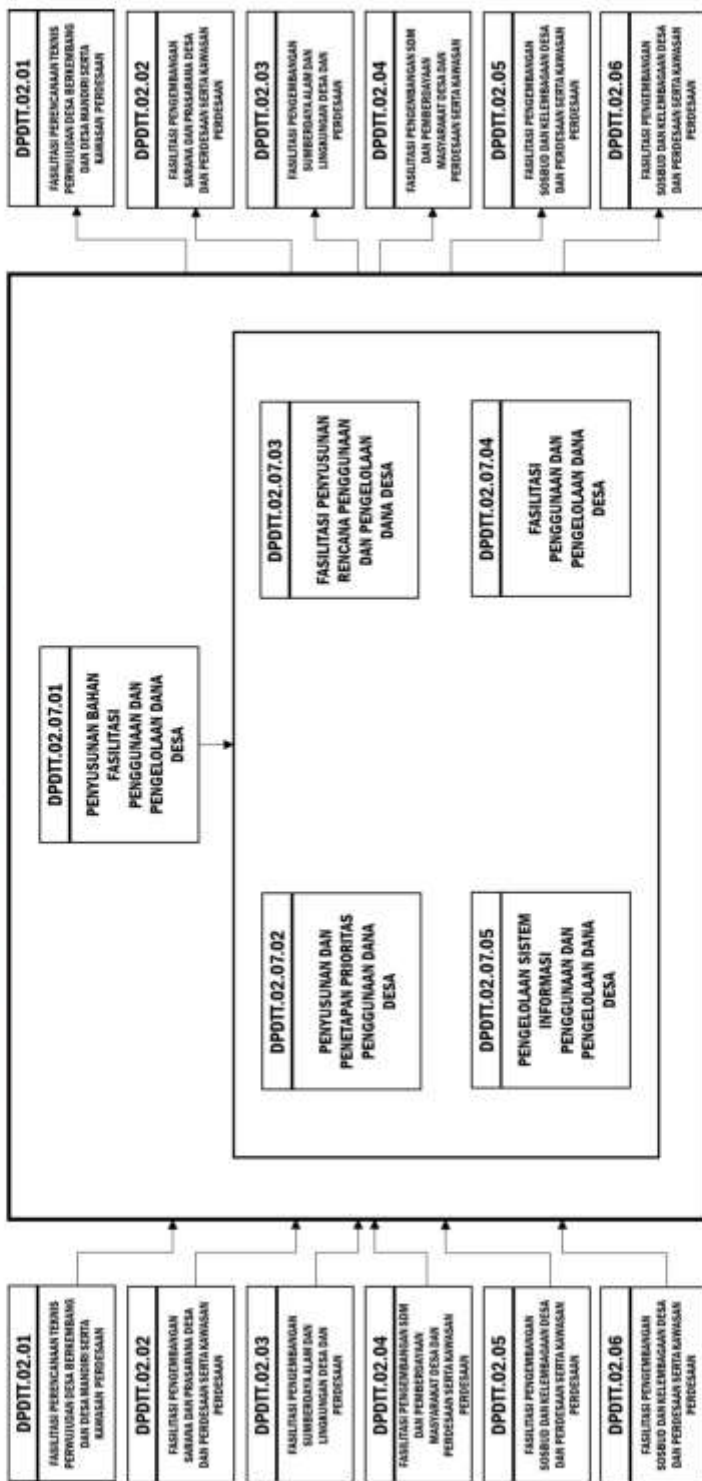 DPDTT.02.01
FASILITASI PERENCANAAN TEKNIS
PERWUJUDAN DESA BERKEMBANG
DAN DESA MANDIRI SERTA
KAWASAN PERDESAAN
DPDTT.02.02
FASILITASI PENGEMBANGAN
SARANA DAN PRASARANA DESA
DAN PERDESAAN SERTA KAWASAN
PERDESAAN
DPDTT.02.03
FASILITASI PENGEMBANGAN
SUMBERDAYA ALAM DAN
LINGKUNGAN DESA DAN
PERDESAAN
DPDTT.02.04
FASILITASI PENGEMBANGAN SDM
DAN PEMBERDAYAAN
MASYARAKAT DESA DAN
PERDESAAN SERTA KAWASAN
PERDESAAN
DPDTT.02.05
FASILITASI PENGEMBANGAN
SOSBUD DAN KELEMBAGAAN DESA
DAN PERDESAAN SERTA KAWASAN
PERDESAAN
DPDTT.02.06
FASILITASI PENGEMBANGAN
SOSBUD DAN KELEMBAGAAN DESA
DAN PERDESAAN SERTA KAWASAN
PERDESAAN
DPDTT.02.07.01
PENYUSUNAN BAHAN
FASILITASI
PENGGUNAAN DAN
PENGELOLAAN DANA
DESA
DPDTT.02.07.02
PENYUSUNAN DAN
PENETAPAN PRIORITAS
PENGGUNAAN DANA
DESA
DPDTT.02.07.03
FASILITASI PENYUSUNAN
RENCANA PENGGUNAAN
DAN PENGELOLAAN
DANA DESA
DPDTT.02.07.05
PENGELOLAAN SISTEM
INFORMASI
PENGGUNAAN DAN
PENGELOLAAN DANA
DESA
DPDTT.02.07.04
FASILITASI
PENGGUNAAN DAN
PENGELOLAAN DANA
DESA
DPDTT.02.01
FASILITASI PERENCANAAN TEKNIS
PERWUJUDAN DESA BERKEMBANG
DAN DESA MANDIRI SERTA
KAWASAN PERDESAAN
DPDTT.02.02
FASILITASI PENGEMBANGAN
SARANA DAN PRASARANA DESA
DAN PERDESAAN SERTA KAWASAN
PERDESAAN
DPDTT.02.03
FASILITASI PENGEMBANGAN
SUMBERDAYA ALAM DAN
LINGKUNGAN DESA DAN
PERDESAAN
DPDTT.02.04
FASILITASI PENGEMBANGAN SDM
DAN PEMBERDAYAAN
MASYARAKAT DESA DAN
PERDESAAN SERTA KAWASAN
PERDESAAN
DPDTT.02.05
FASILITASI PENGEMBANGAN
SOSBUD DAN KELEMBAGAAN DESA
DAN PERDESAAN SERTA KAWASAN
PERDESAAN
DPDTT.02.06
FASILITASI PENGEMBANGAN
SOSBUD DAN KELEMBAGAAN DESA
DAN PERDESAAN SERTA KAWASAN
PERDESAAN